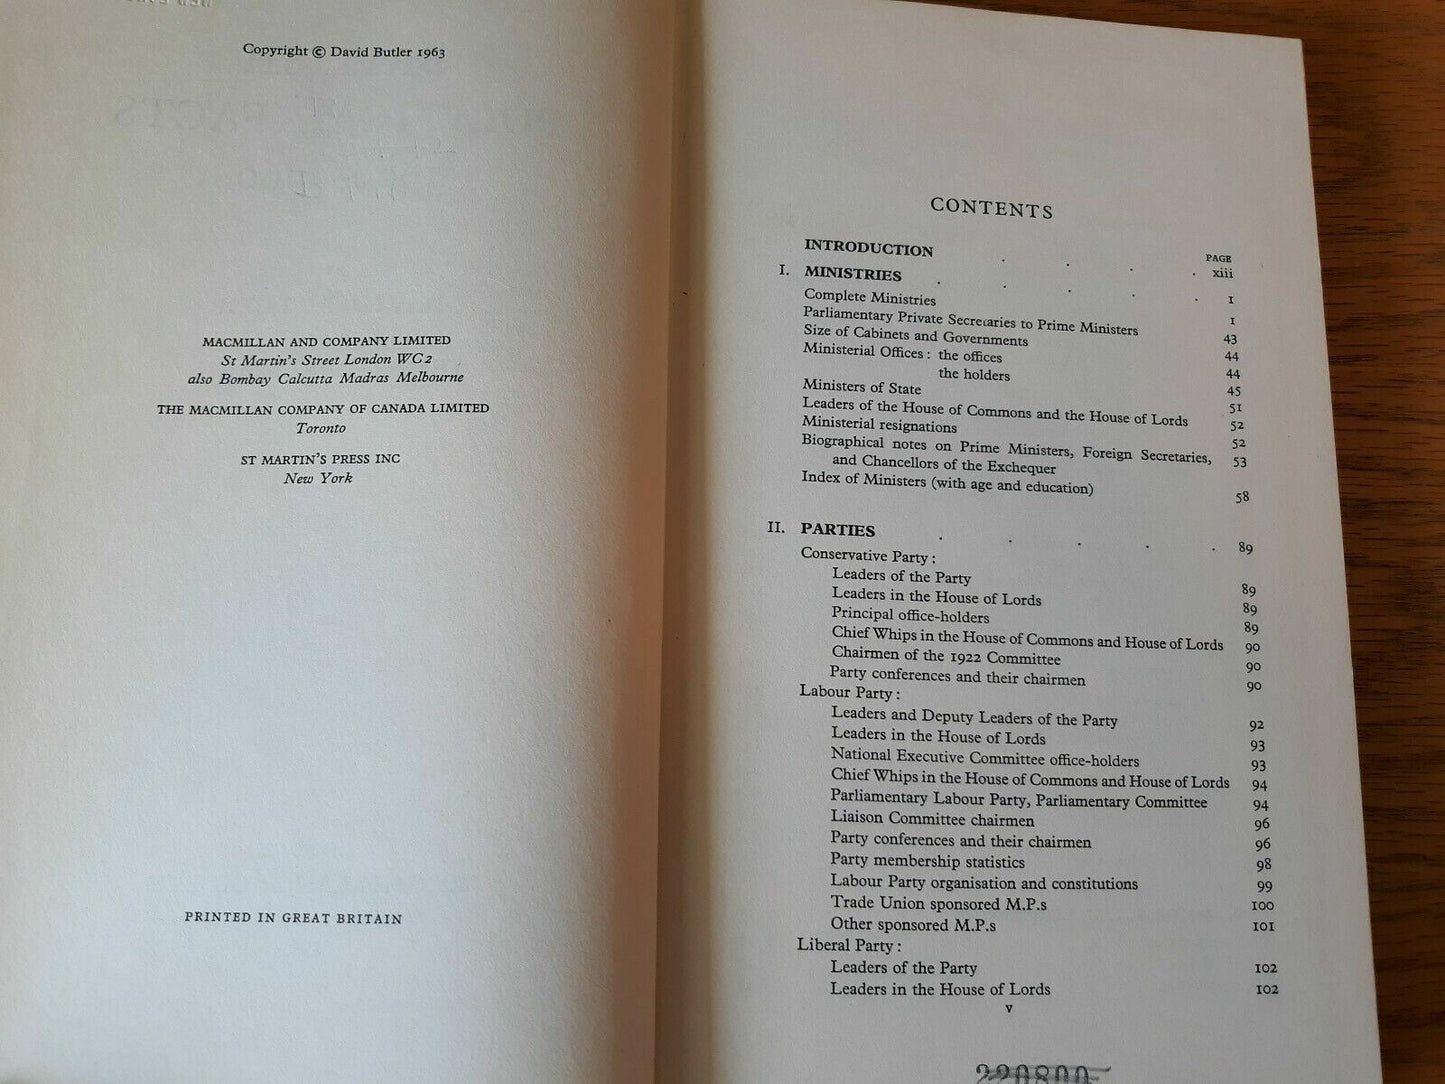 Copyright © David Butler 1963
MACMILLAN AND COMPANY LIMITED
St Martin's Street London WC2
also Bombay Calcutta Madras Melbourne
THE MACMILLAN COMPANY OF CANADA LIMITED
Toronto
ST MARTIN'S PRESS INC
New York
PRINTED IN GREAT BRITAIN
CONTENTS
PAGE
INTRODUCTION . . . . xiii
I. MINISTRIES . . . . . 1
Complete Ministries 1
Parliamentary Private Secretaries to Prime Ministers 43
Size of Cabinets and Governments 44
Ministerial Offices: the offices 44
the holders 45
Ministers of State 51
Leaders of the House of Commons and the House of Lords 52
Ministerial resignations 52
Biographical notes on Prime Ministers, Foreign Secretaries,
and Chancellors of the Exchequer 53
Index of Ministers (with age and education) 58
II. PARTIES . . . . . 89
Conservative Party:
Leaders of the Party 89
Leaders in the House of Lords 89
Principal office-holders 89
Chief Whips in the House of Commons and House of Lords 90
Chairmen of the 1922 Committee 90
Party conferences and their chairmen 90
Labour Party:
Leaders and Deputy Leaders of the Party 92
Leaders in the House of Lords 93
National Executive Committee office-holders 93
Chief Whips in the House of Commons and House of Lords 94
Parliamentary Labour Party, Parliamentary Committee 94
Liaison Committee chairmen 96
Party conferences and their chairmen 96
Party membership statistics 98
Labour Party organisation and constitutions 99
Trade Union sponsored M.P.s 100
Other sponsored M.P.s 101
Liberal Party:
Leaders of the Party 102
Leaders in the House of Lords 102
v
220800